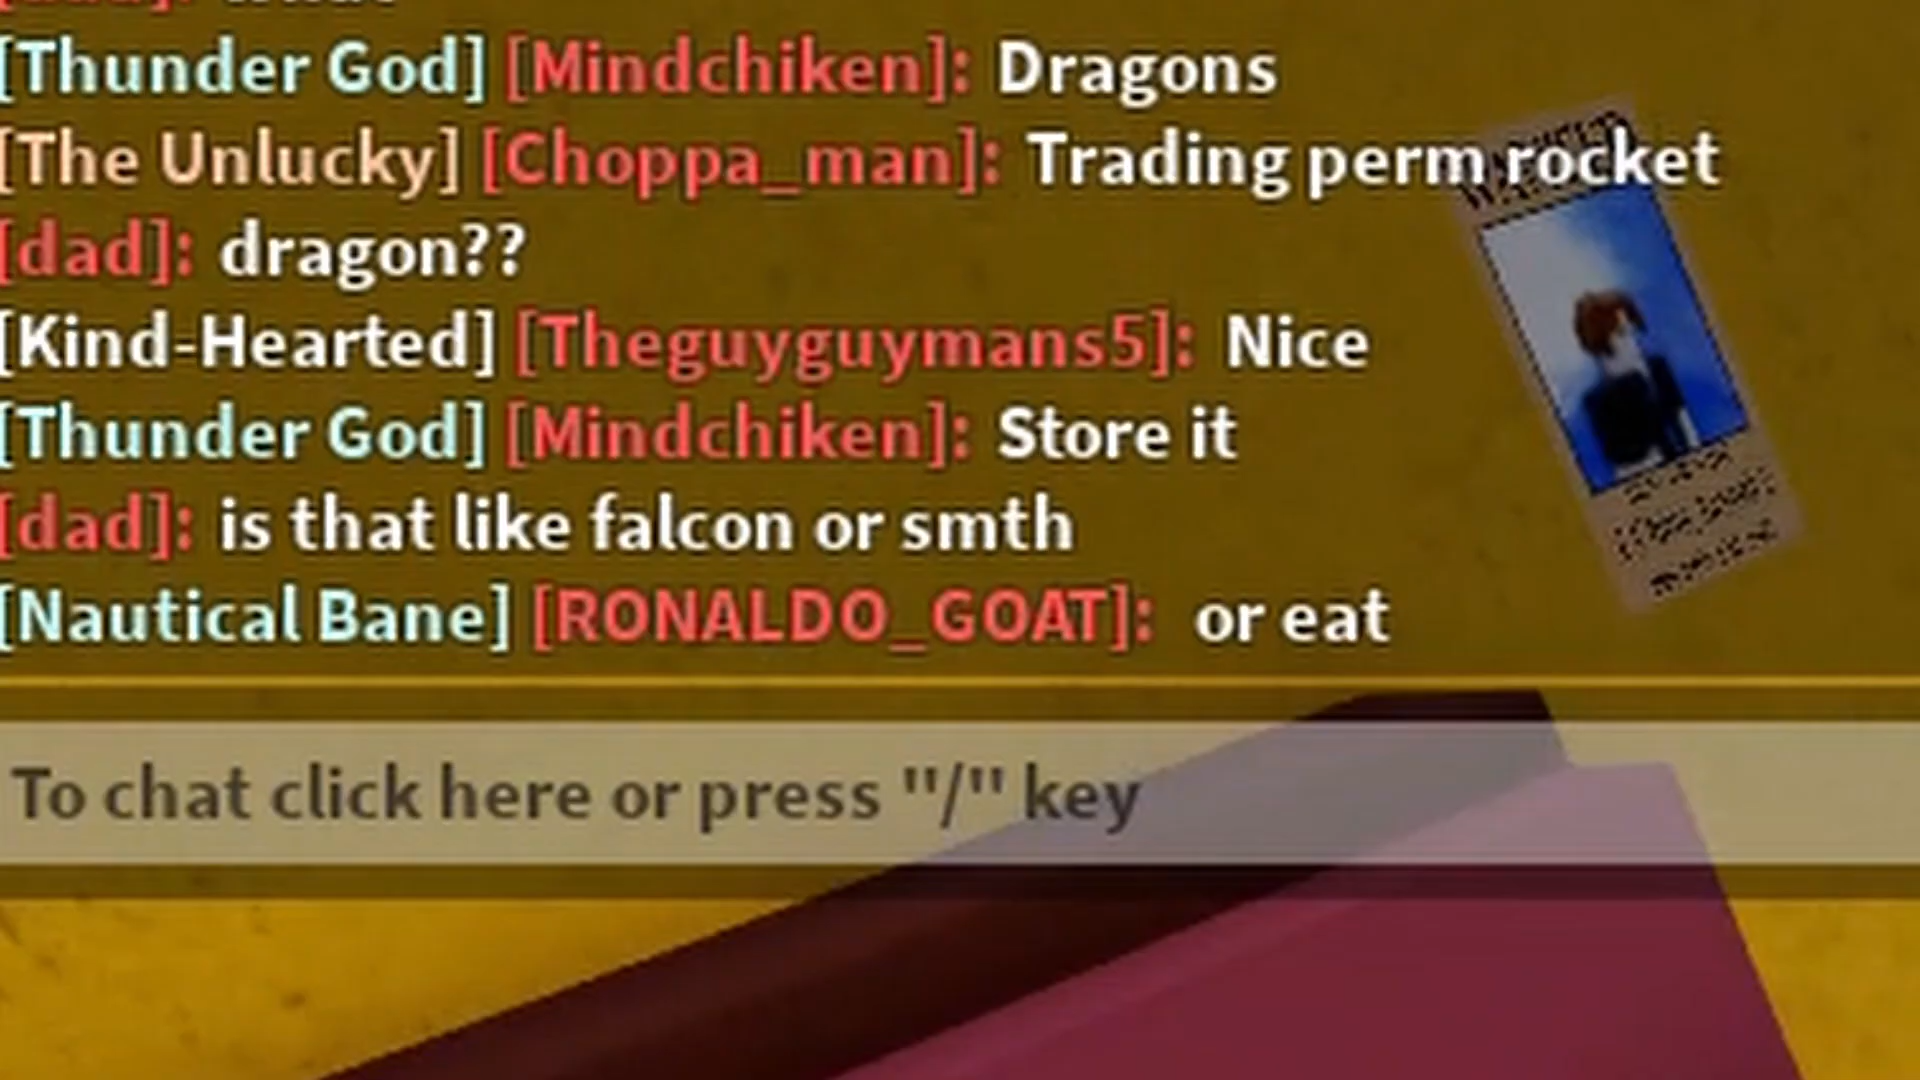 [Thunder God] [Mindchiken]: Dragons
[The Unlucky] [Choppa_man]: Trading perm rocket
[dad]: dragon??
[Kind-Hearted] [Theguyguymans5]: Nice
[Thunder God] [Mindchiken]: Store it
[dad]: is that like falcon or smth
[Nautical Bane] [RONALDO_GOAT]: or eat
To chat click here or press "/" key